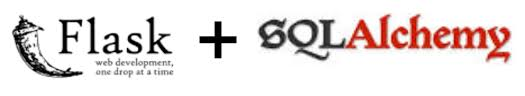 Flask
web development,
one drop at a time
+
SQLAlchemy